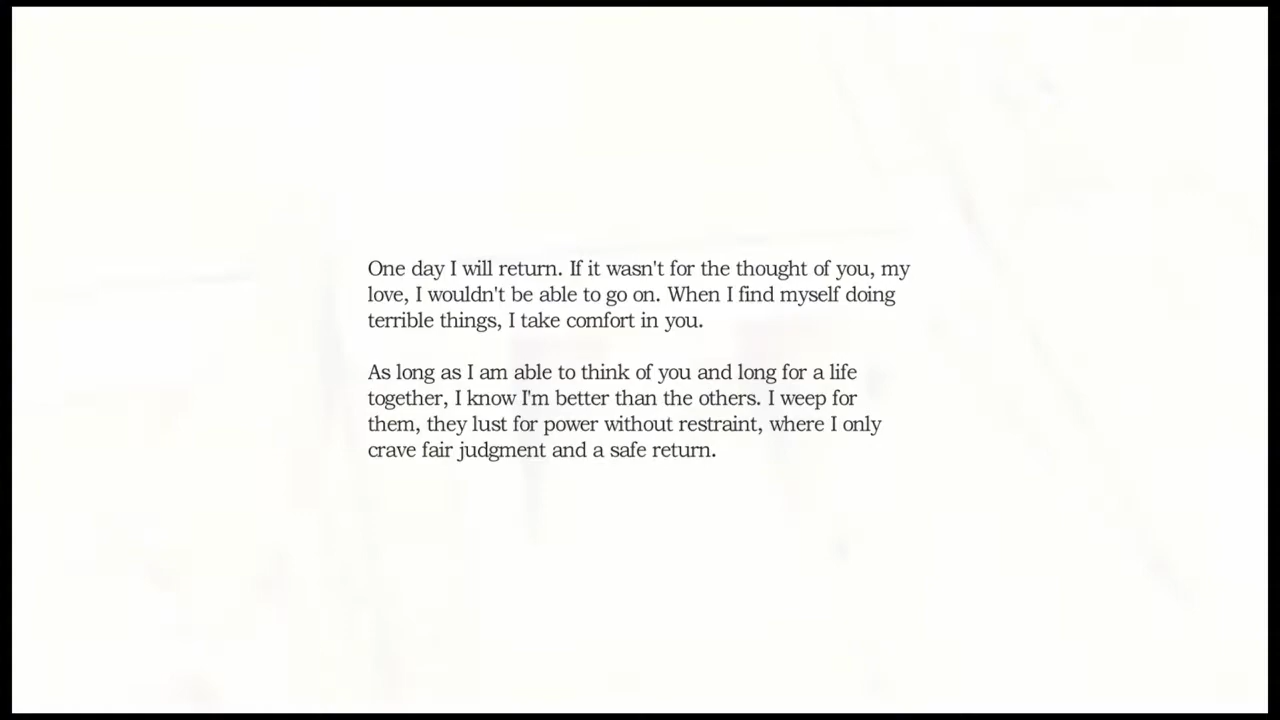 One day I will return. If it wasn't for the thought of you, my
love, I wouldn't be able to go on. When I find myself doing
terrible things, I take comfort in you.
As long as I am able to think of you and long for a life
together, I know I'm better than the others. I weep for
them, they lust for power without restraint, where I only
crave fair judgment and a safe return.